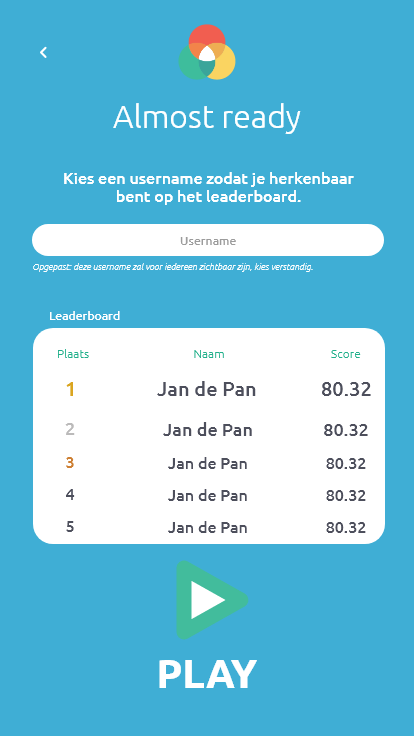 Almost ready
Kies een username zodat je herkenbaar
bent op het leaderboard.
Username
Opgepast: deze username zal voor iedereen zichtbaar zijn, kies verstandig.
Leaderboard
Plaats Naam Score
1 Jan de Pan 80.32
2 Jan de Pan 80.32
3 Jan de Pan 80.32
4 Jan de Pan 80.32
5 Jan de Pan 80.32
PLAY